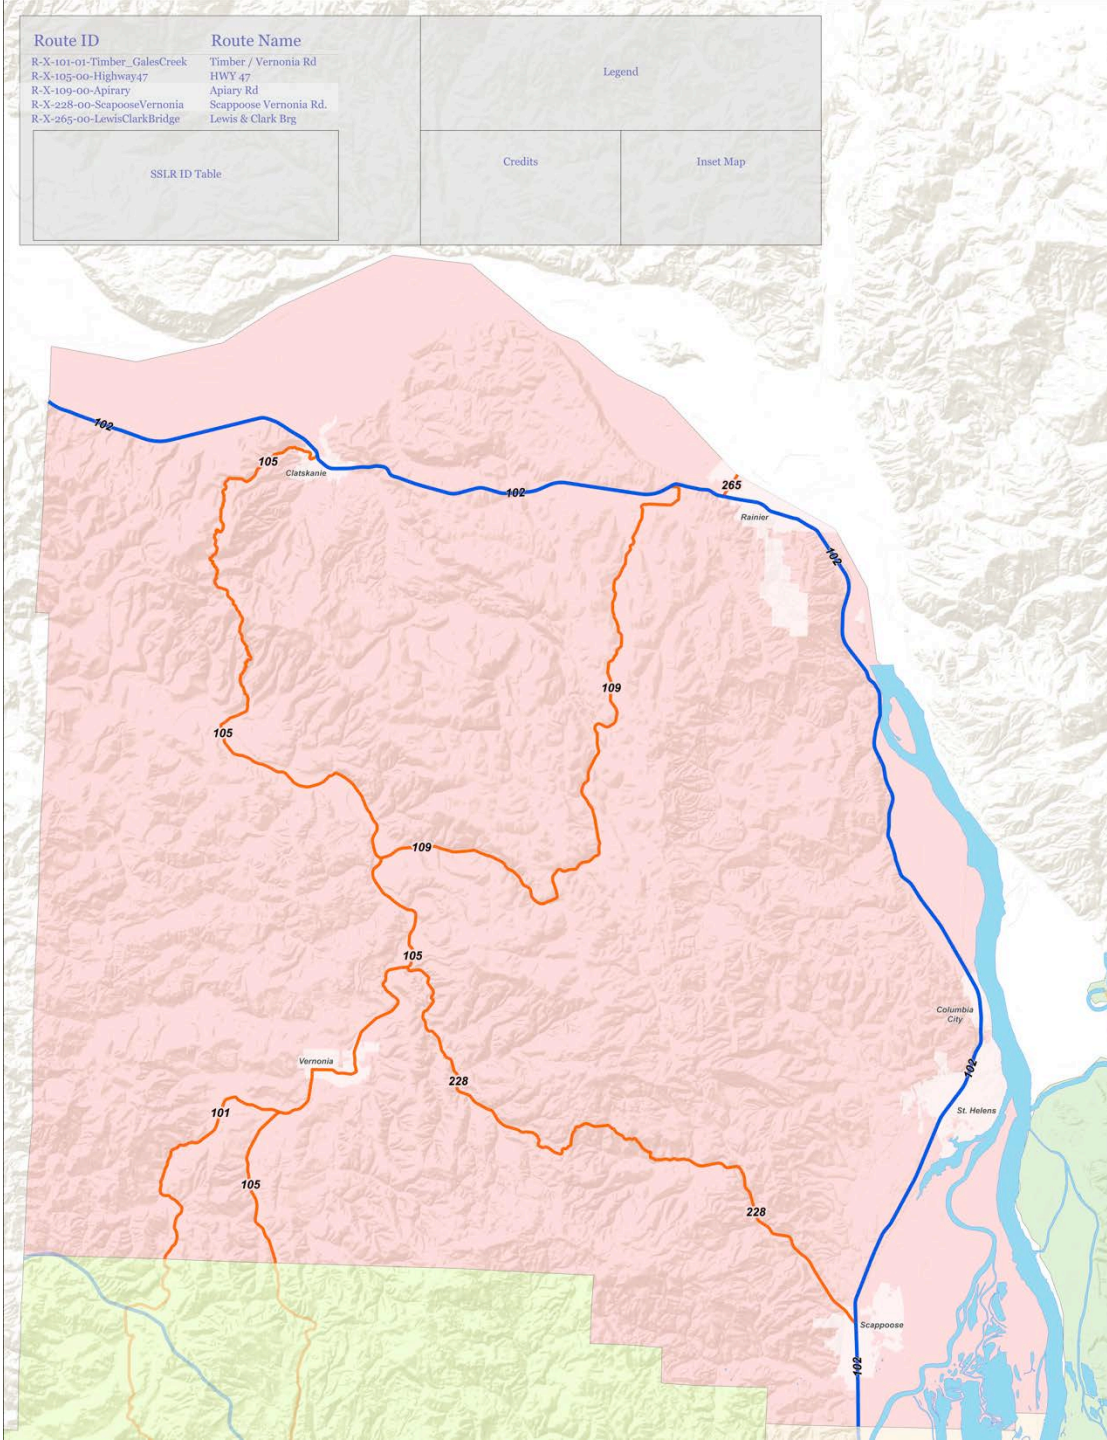 Route ID Route Name
R-X-101-01-Timber_GalesCreek Timber / Vernonia Rd
R-X-105-00-Highway47 HWY 47
R-X-109-00-Apirary Apiary Rd
R-X-228-00-ScapooseVernonia Scappoose Vernonia Rd.
R-X-265-00-LewisClarkBridge Lewis & Clark Brg
SSLR ID Table
Legend
Credits
Inset Map
102
105
Clatskanie
102
265
Rainier
102
109
105
109
105
Columbia
City
Vernonia
102
228
101
St. Helens
105
228
Scappoose
102